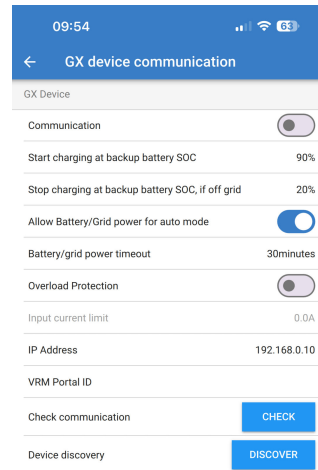 09:54
63
GX device communication
GX Device
Communication
Start charging at backup battery SOC 90%
Stop charging at backup battery SOC, if off grid 20%
Allow Battery/Grid power for auto mode
Battery/grid power timeout 30minutes
Overload Protection
Input current limit 0.0A
IP Address 192.168.0.10
VRM Portal ID
Check communication CHECK
Device discovery DISCOVER